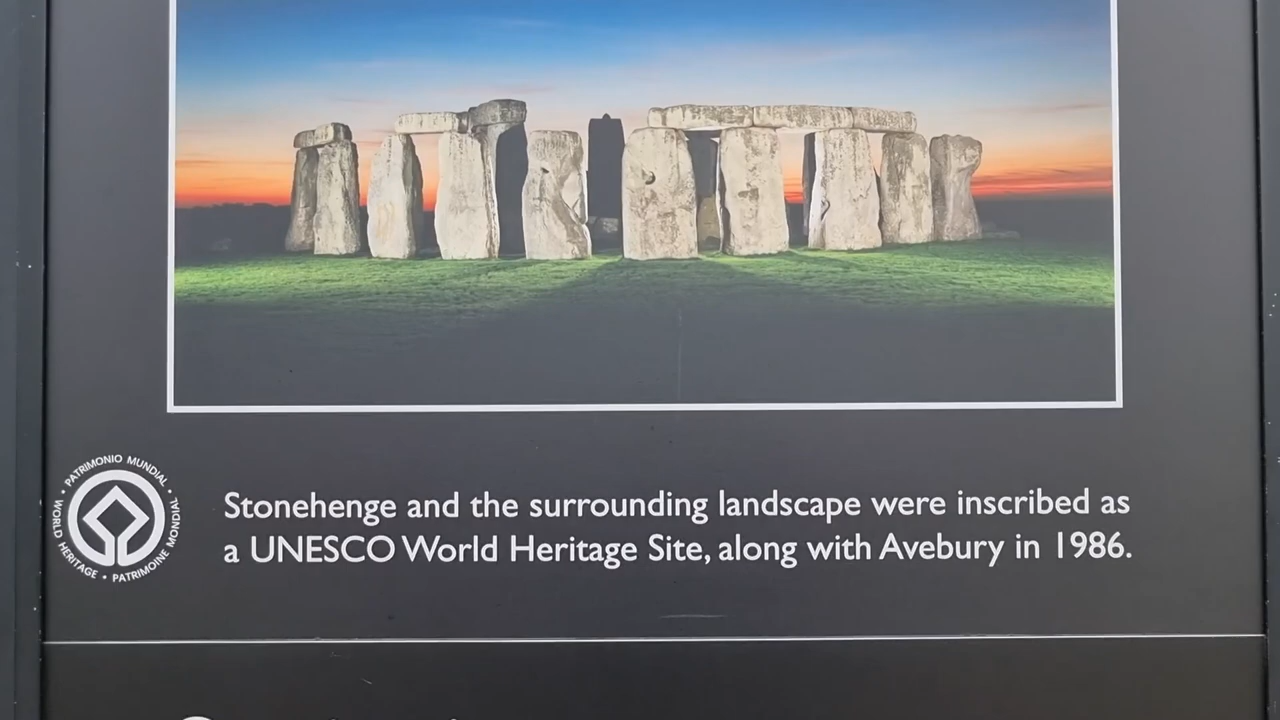 PATRIMONIO MUNDIAL • WORLD HERITAGE • PATRIMOINE MONDIAL •
Stonehenge and the surrounding landscape were inscribed as
a UNESCO World Heritage Site, along with Avebury in 1986.